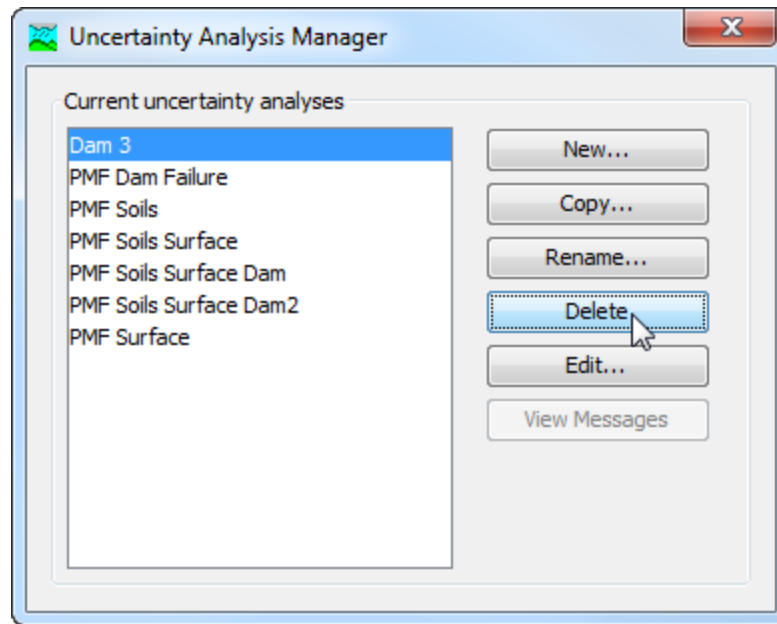 Uncertainty Analysis Manager
Current uncertainty analyses
Dam 3
PMF Dam Failure
PMF Soils
PMF Soils Surface
PMF Soils Surface Dam
PMF Soils Surface Dam2
PMF Surface
New...
Copy...
Rename...
Delete
Edit...
View Messages